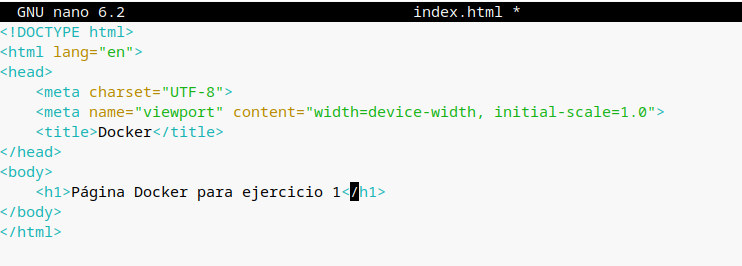 GNU nano 6.2 index.html *
<!DOCTYPE html>
<html lang="en">
<head>
    <meta charset="UTF-8">
    <meta name="viewport" content="width=device-width, initial-scale=1.0">
    <title>Docker</title>
</head>
<body>
    <h1>Página Docker para ejercicio 1</h1>
</body>
</html>